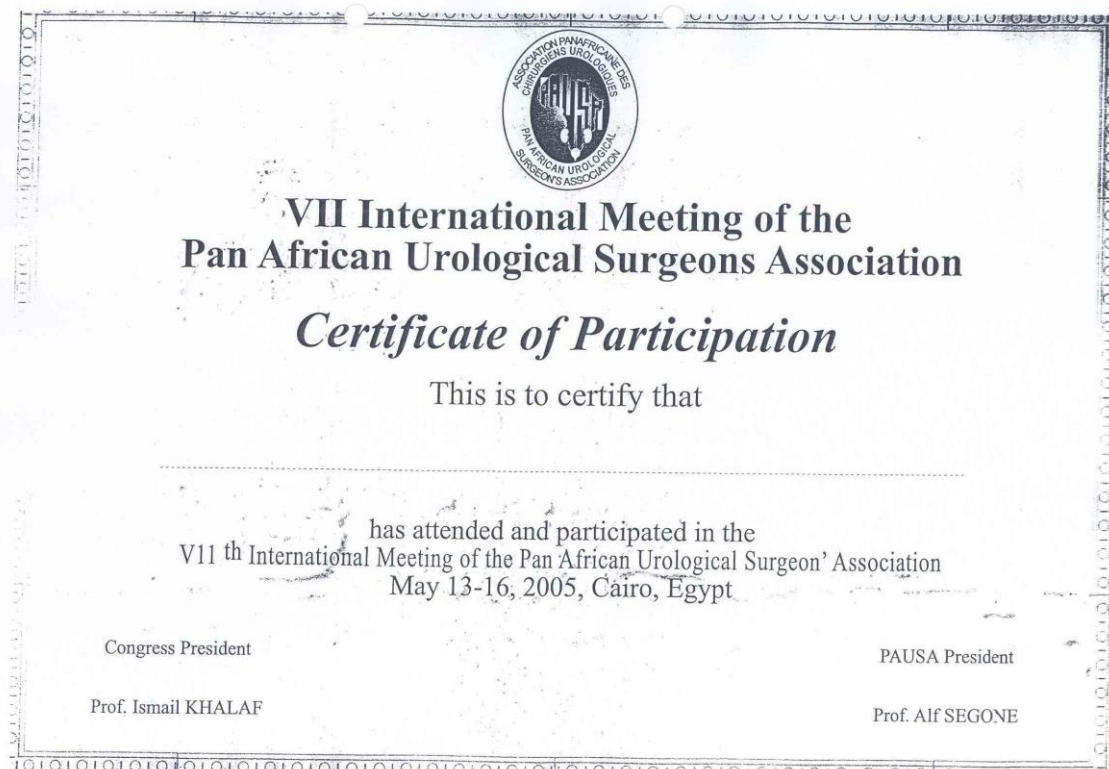 ASSOCIATION PANAFRICAINE DES
CHIRURGIENS UROLOGIQUES
PAUSA
PAN AFRICAN UROLOGICAL
SURGEON'S ASSOCIATION
VII International Meeting of the
Pan African Urological Surgeons Association
Certificate of Participation
This is to certify that
has attended and participated in the
V11 th International Meeting of the Pan African Urological Surgeon' Association
May 13-16, 2005, Cairo, Egypt
Congress President
PAUSA President
Prof. Ismail KHALAF
Prof. Alf SEGONE